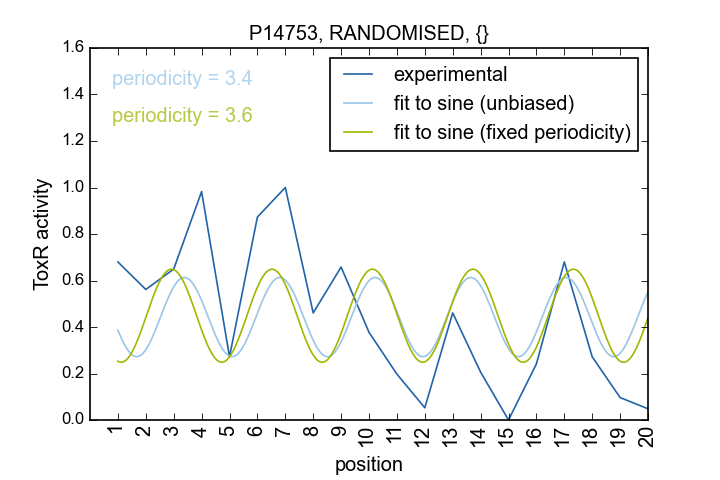 P14753, RANDOMISED, {}
periodicity = 3.4
periodicity = 3.6
experimental
fit to sine (unbiased)
fit to sine (fixed periodicity)
ToxR activity
1.6
1.4
1.2
1.0
0.8
0.6
0.4
0.2
0.0
1 2 3 4 5 6 7 8 9 10 11 12 13 14 15 16 17 18 19 20
position